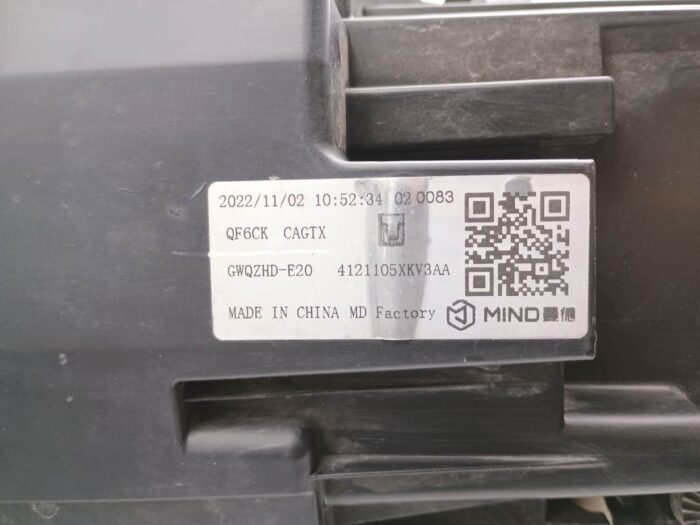 2022/11/02 10:52:34 02 0083
QF6CK CAGTX
GWQZHD-E20 4121105XKV3AA
MADE IN CHINA MD Factory MIND